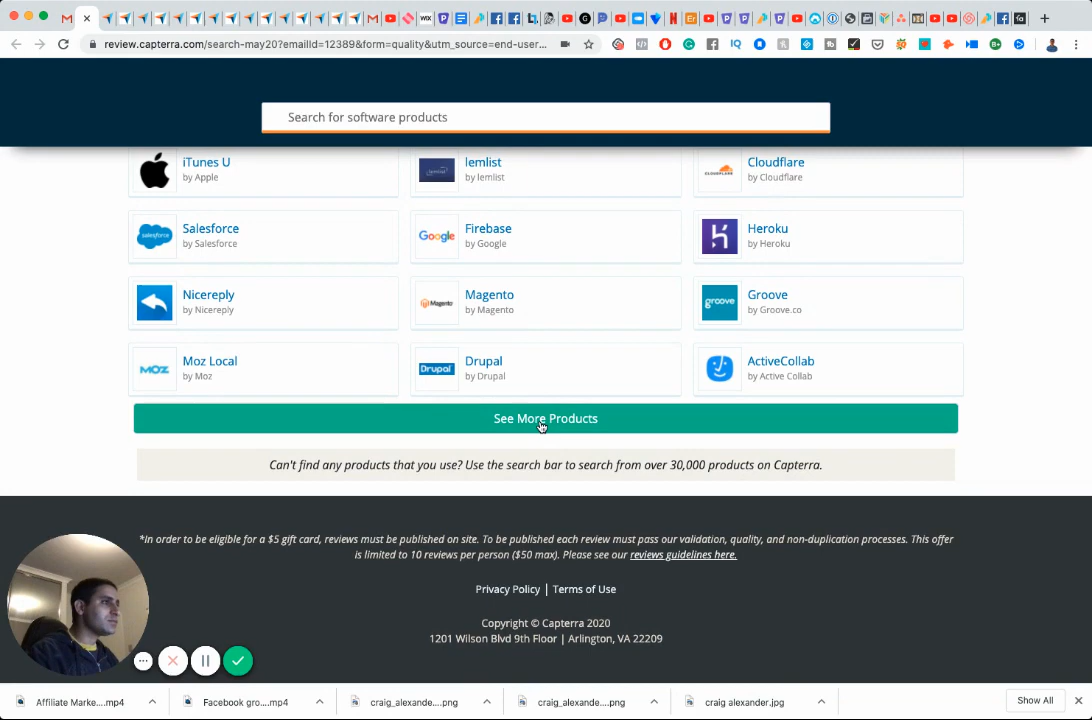 review.capterra.com/search-may20?emailId=12389&form=quality&utm_source=end-user...
Search for software products
iTunes U
by Apple
lemlist
by lemlist
Cloudflare
by Cloudflare
Salesforce
by Salesforce
Firebase
by Google
Heroku
by Heroku
Nicereply
by Nicereply
Magento
by Magento
Groove
by Groove.co
Moz Local
by Moz
Drupal
by Drupal
ActiveCollab
by Active Collab
See More Products
Can't find any products that you use? Use the search bar to search from over 30,000 products on Capterra.
*In order to be eligible for a $5 gift card, reviews must be published on site. To be published each review must pass our validation, quality, and non-duplication processes. This offer
is limited to 10 reviews per person ($50 max). Please see our reviews guidelines here.
Privacy Policy | Terms of Use
Copyright © Capterra 2020
1201 Wilson Blvd 9th Floor | Arlington, VA 22209
Affiliate Marke....mp4
Facebook gro....mp4
craig_alexande....png
craig_alexande....png
craig alexander.jpg
Show All